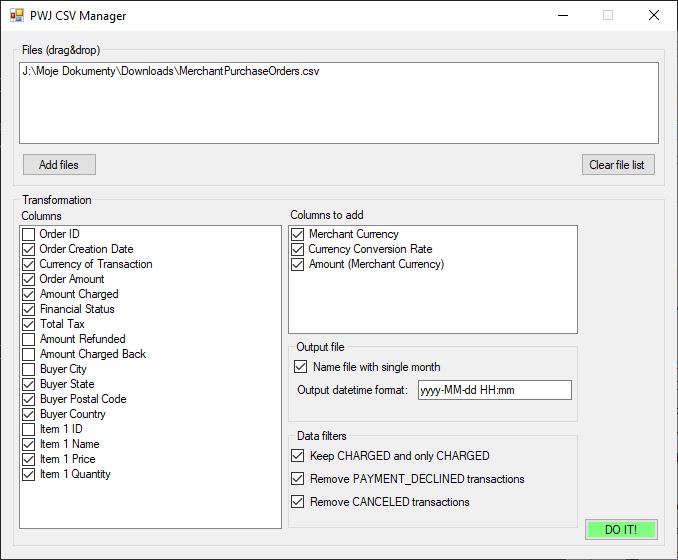 PWJ CSV Manager
Files (drag&drop)
J:\Moje Dokumenty\Downloads\MerchantPurchaseOrders.csv
Add files
Clear file list
Transformation
Columns
Order ID
Order Creation Date
Currency of Transaction
Order Amount
Amount Charged
Financial Status
Total Tax
Amount Refunded
Amount Charged Back
Buyer City
Buyer State
Buyer Postal Code
Buyer Country
Item 1 ID
Item 1 Name
Item 1 Price
Item 1 Quantity
Columns to add
Merchant Currency
Currency Conversion Rate
Amount (Merchant Currency)
Output file
Name file with single month
Output datetime format: yyyy-MM-dd HH:mm
Data filters
Keep CHARGED and only CHARGED
Remove PAYMENT_DECLINED transactions
Remove CANCELED transactions
DO IT!